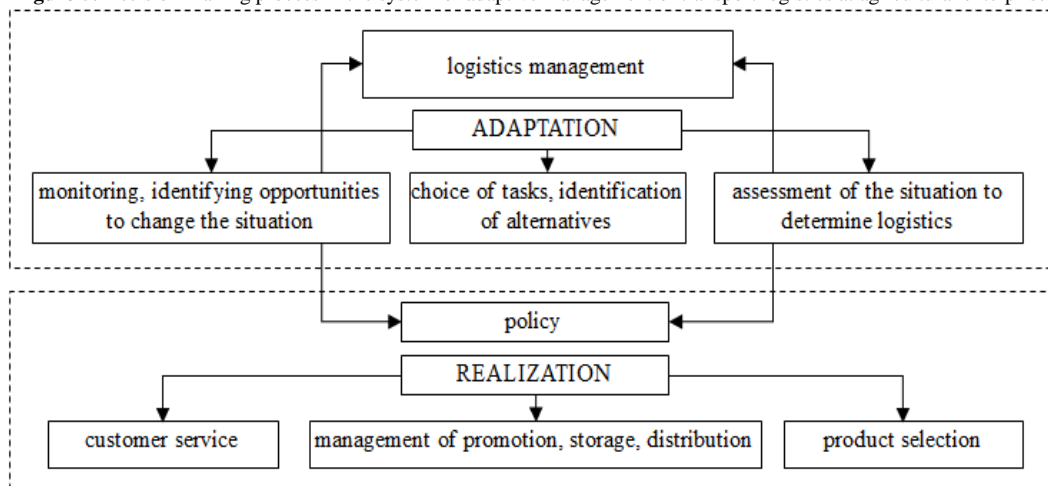 logistics management
ADAPTATION
monitoring, identifying opportunities
to change the situation
choice of tasks, identification
of alternatives
assessment of the situation to
determine logistics
policy
REALIZATION
customer service
management of promotion, storage, distribution
product selection